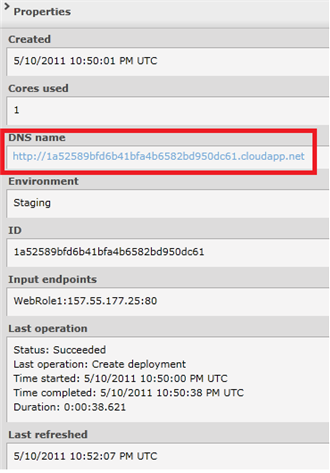 Properties
Created
5/10/2011 10:50:01 PM UTC
Cores used
1
DNS name
http://1a52589bfd6b41bfa4b6582bd950dc61.cloudapp.net
Environment
Staging
ID
1a52589bfd6b41bfa4b6582bd950dc61
Input endpoints
WebRole1:157.55.177.25:80
Last operation
Status: Succeeded
Last operation: Create deployment
Time started: 5/10/2011 10:50:00 PM UTC
Time completed: 5/10/2011 10:50:38 PM UTC
Duration: 0:00:38.621
Last refreshed
5/10/2011 10:52:07 PM UTC